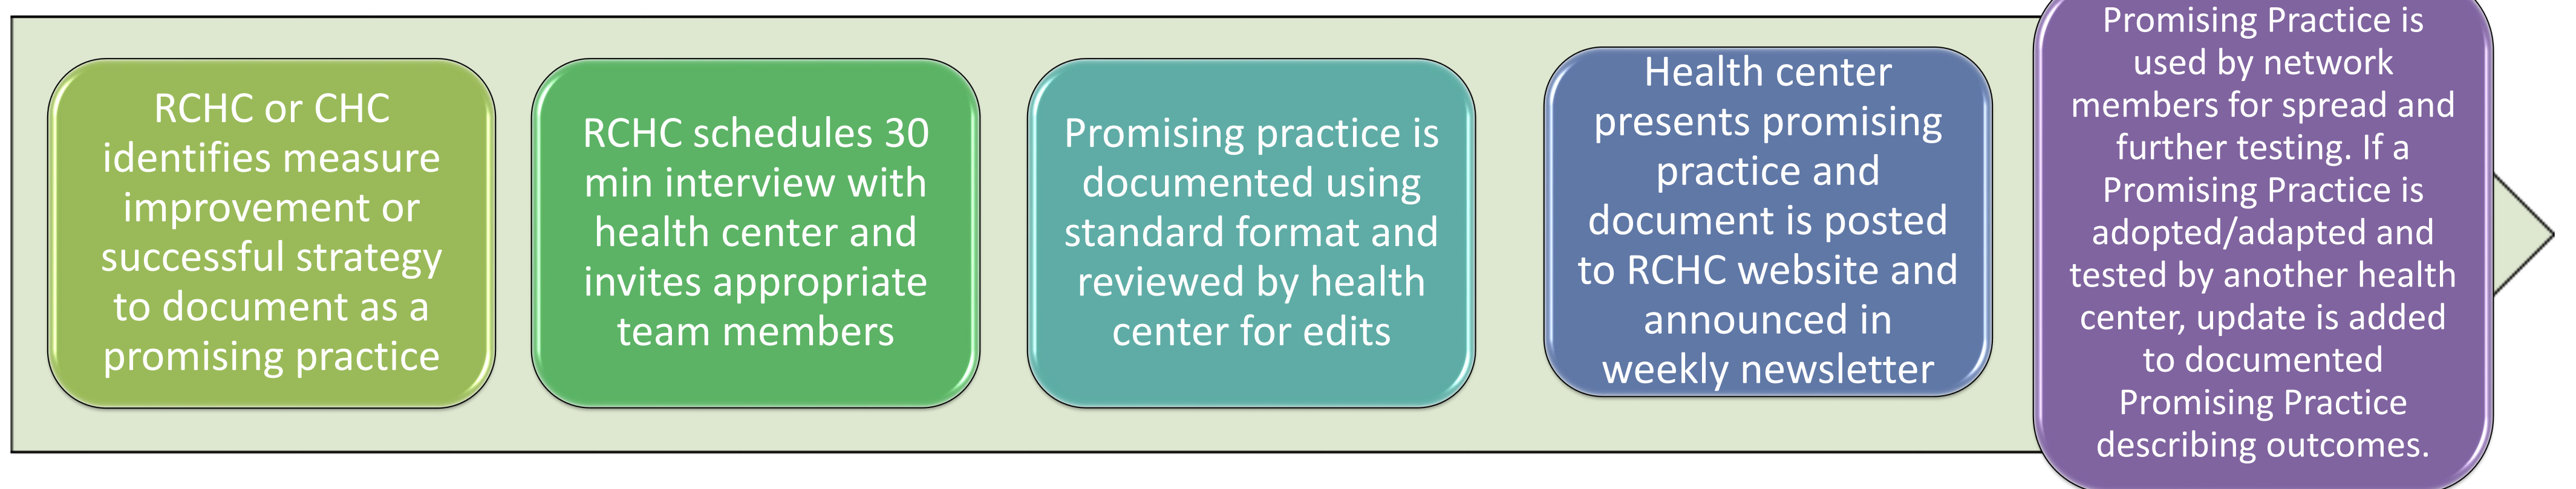 RCHC or CHC
identifies measure
improvement or
successful strategy
to document as a
promising practice
RCHC schedules 30
min interview with
health center and
invites appropriate
team members
Promising practice is
documented using
standard format and
reviewed by health
center for edits
Health center
presents promising
practice and
document is posted
to RCHC website and
announced in
weekly newsletter
Promising Practice is
used by network
members for spread and
further testing. If a
Promising Practice is
adopted/adapted and
tested by another health
center, update is added
to documented
Promising Practice
describing outcomes.